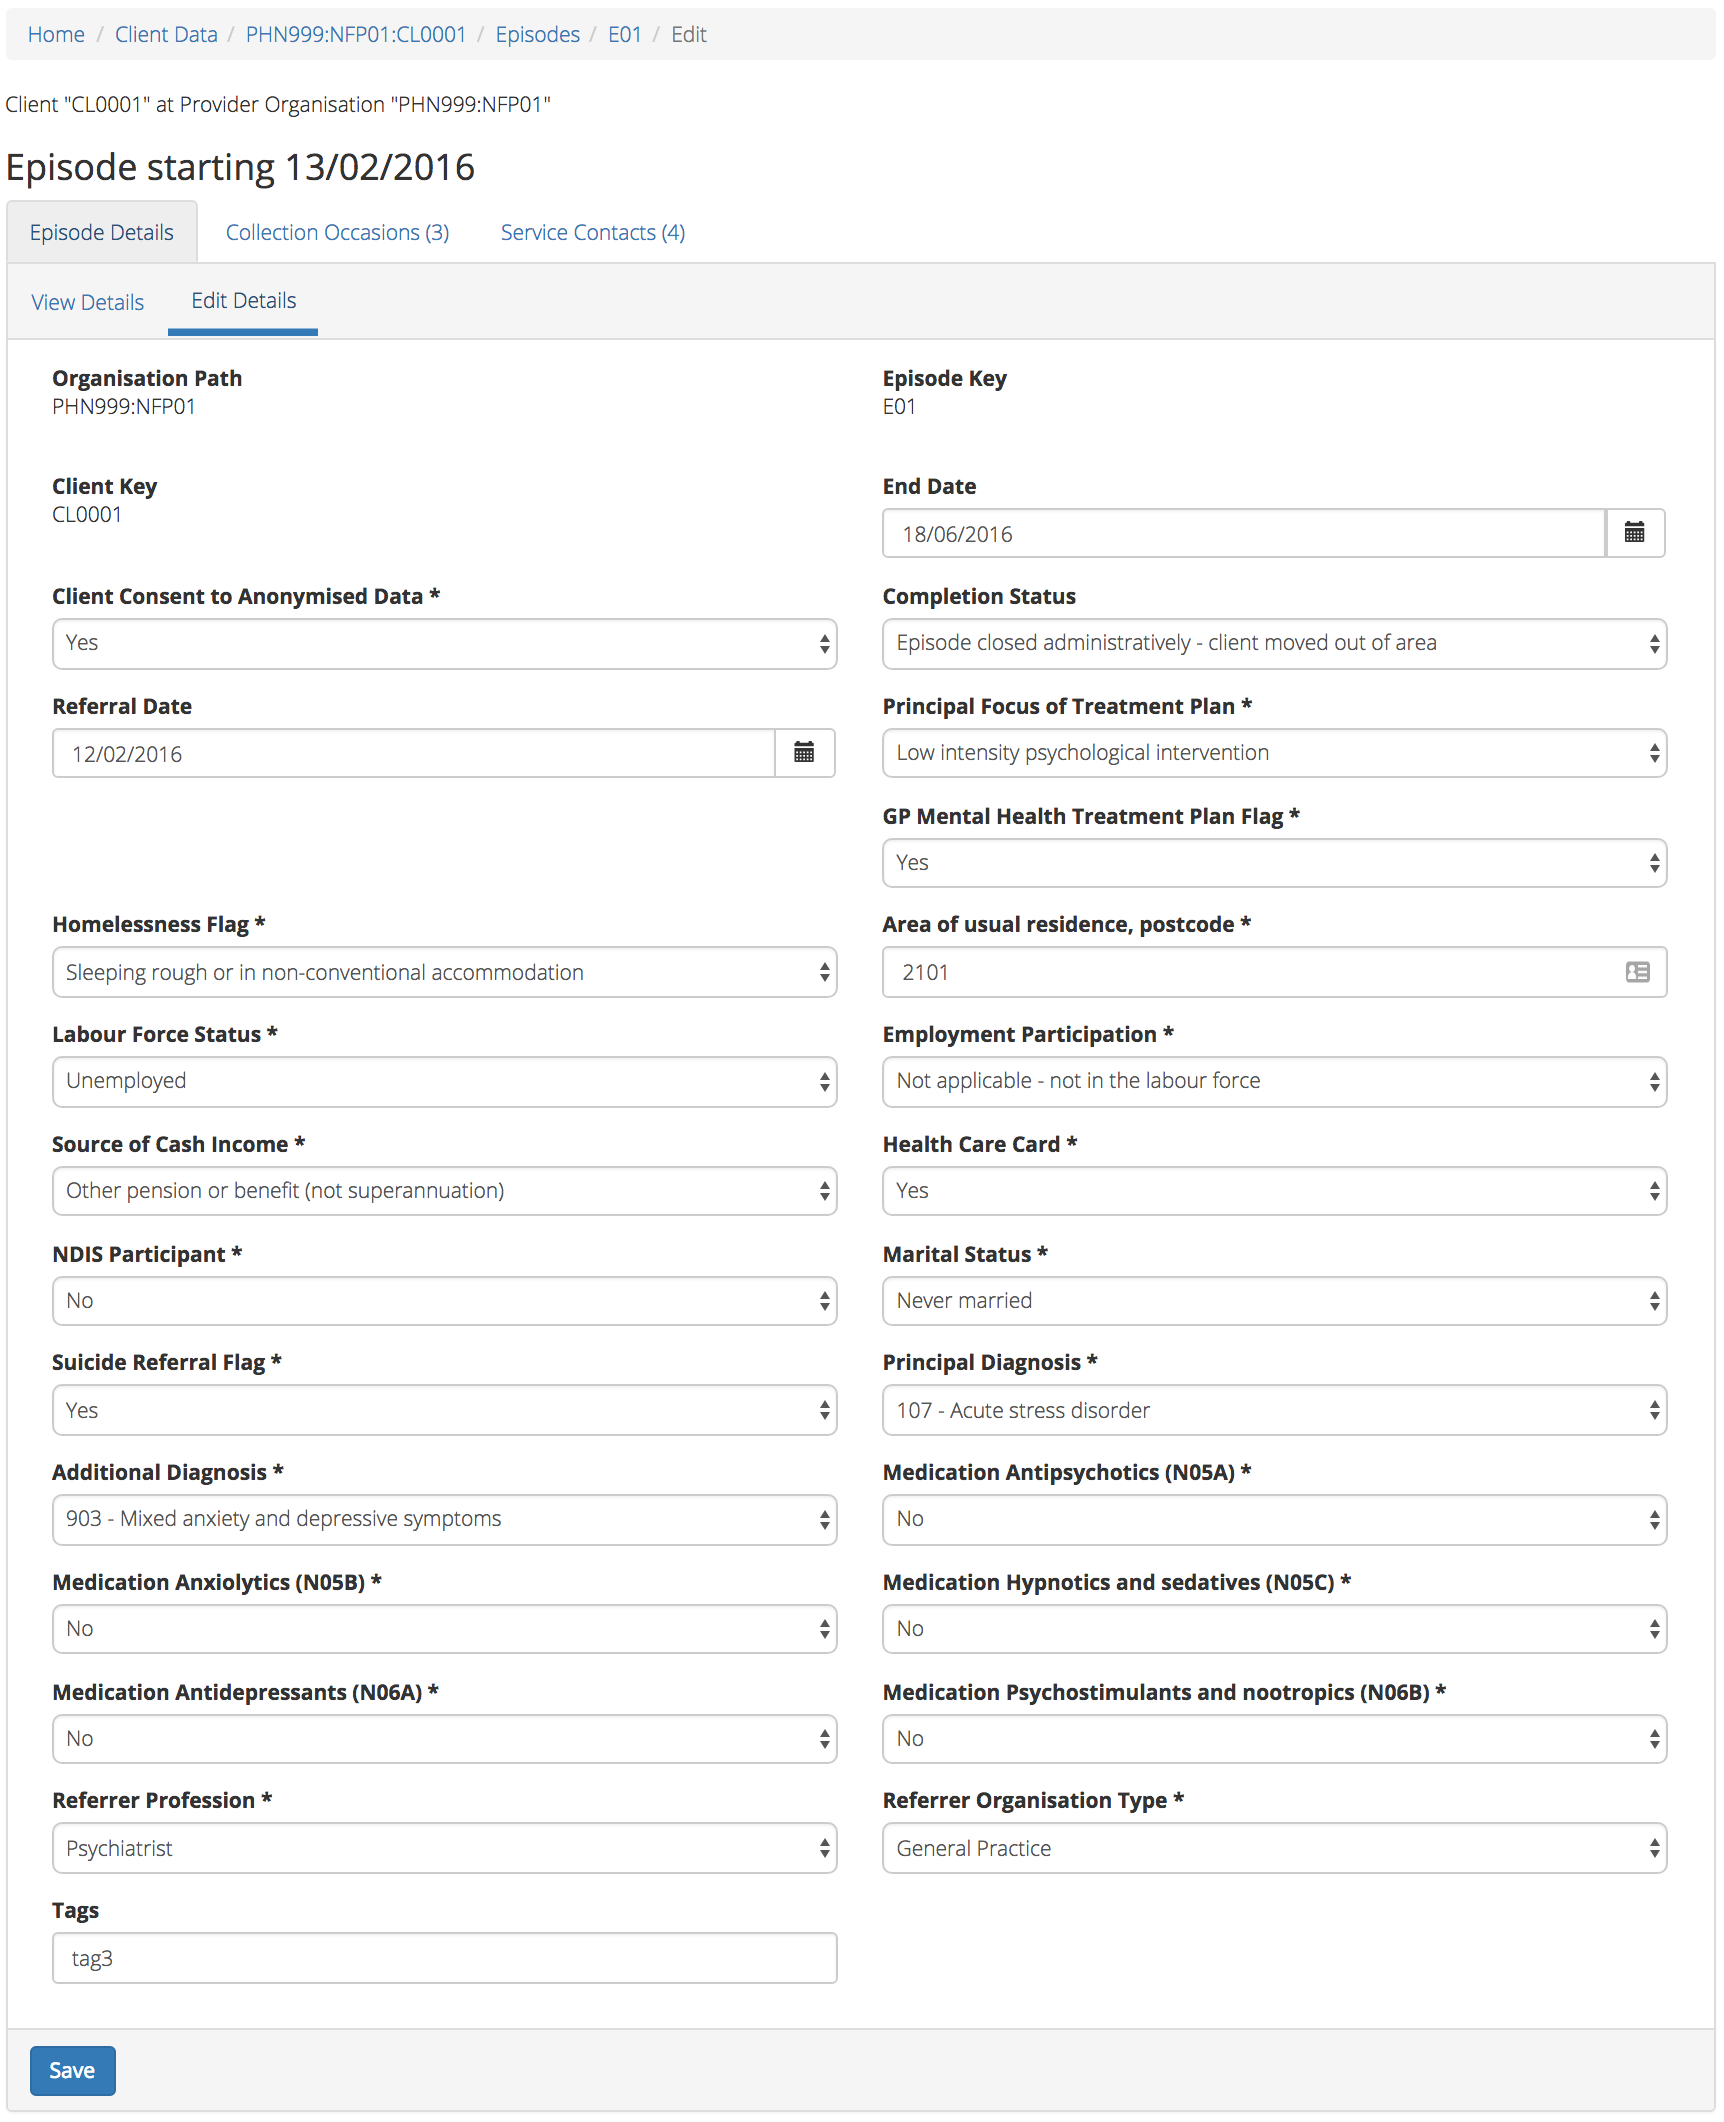 Home / Client Data / PHN999:NFP01:CL0001 / Episodes / E01 / Edit
Client "CL0001" at Provider Organisation "PHN999:NFP01"
Episode starting 13/02/2016
Episode Details Collection Occasions (3) Service Contacts (4)
View Details Edit Details
Organisation Path Episode Key
PHN999:NFP01 E01
Client Key End Date
CL0001
18/06/2016
Client Consent to Anonymised Data * Completion Status
Yes Episode closed administratively - client moved out of area
Referral Date Principal Focus of Treatment Plan *
12/02/2016 Low intensity psychological intervention
GP Mental Health Treatment Plan Flag *
Yes
Homelessness Flag * Area of usual residence, postcode *
Sleeping rough or in non-conventional accommodation 2101
Labour Force Status * Employment Participation *
Unemployed Not applicable - not in the labour force
Source of Cash Income * Health Care Card *
Other pension or benefit (not superannuation) Yes
NDIS Participant * Marital Status *
No Never married
Suicide Referral Flag * Principal Diagnosis *
Yes 107 - Acute stress disorder
Additional Diagnosis * Medication Antipsychotics (N05A) *
903 - Mixed anxiety and depressive symptoms No
Medication Anxiolytics (N05B) * Medication Hypnotics and sedatives (N05C) *
No No
Medication Antidepressants (N06A) * Medication Psychostimulants and nootropics (N06B) *
No No
Referrer Profession * Referrer Organisation Type *
Psychiatrist General Practice
Tags
tag3
Save